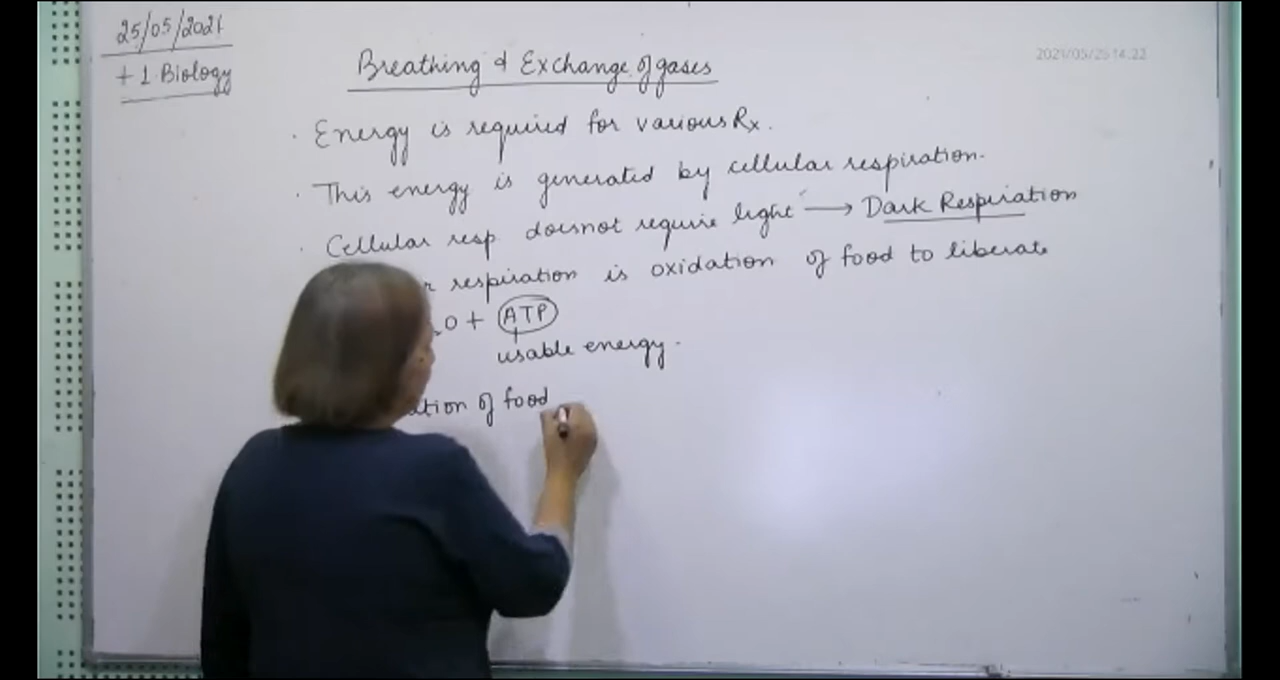 25/05/2021
+1 Biology
2021/05/25 14:22
Breathing & Exchange of gases
· Energy is required for various Rx.
· This energy is generated by cellular respiration.
· Cellular resp doesnot require light → Dark Respiration
r respiration is oxidation of food to liberate
O + ATP
usable energy.
ation of food